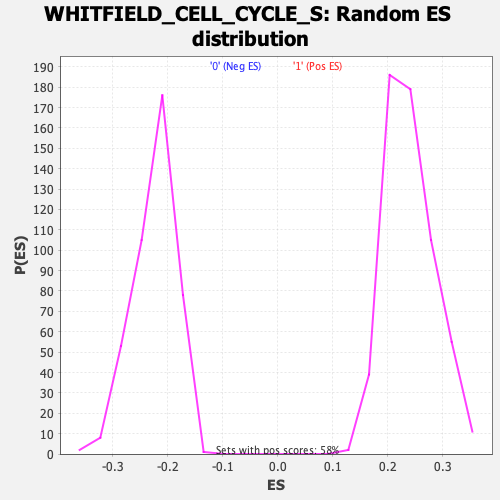 WHITFIELD_CELL_CYCLE_S: Random ES
distribution
'0' (Neg ES) '1' (Pos ES)
190
180
170
160
150
140
130
120
110
100
90
80
70
60
50
40
30
20
10
0
P(ES)
Sets with pos scores: 58%
-0.3 -0.2 -0.1 0.0 0.1 0.2 0.3
ES